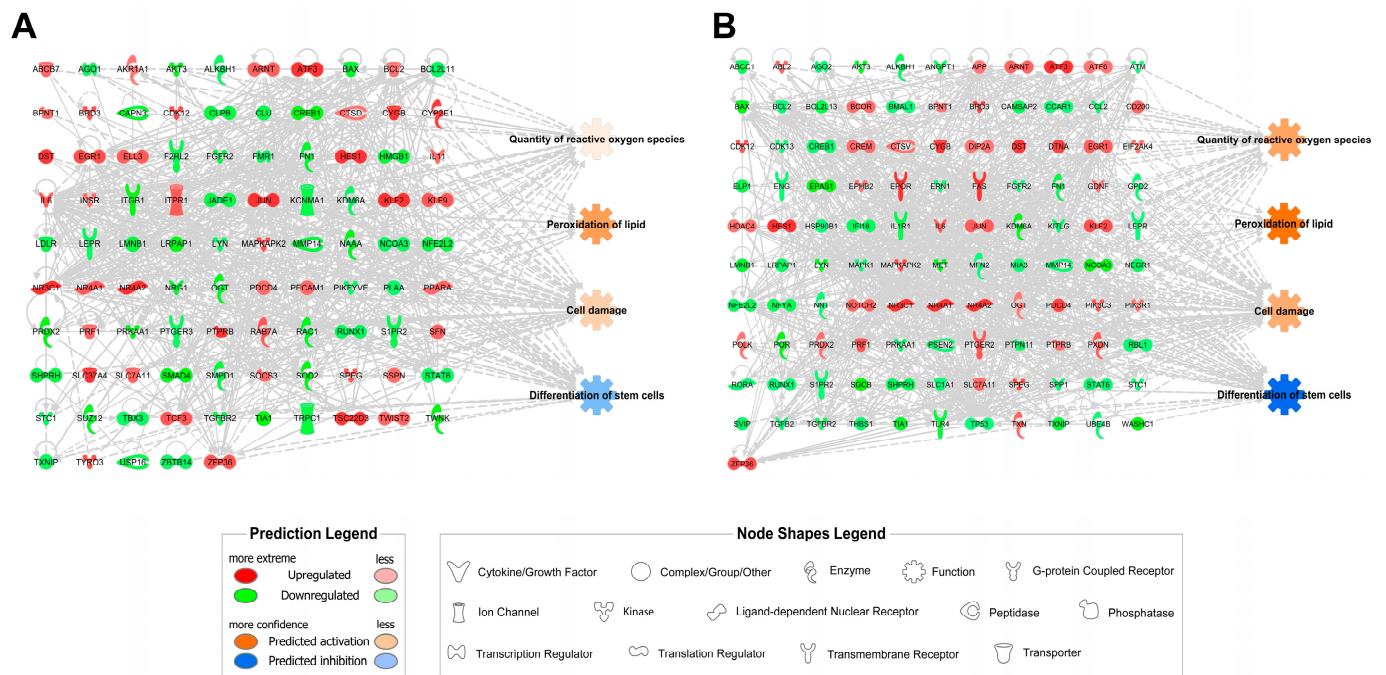 A
B
ABCB7 AGO1 AKR1A1 AKT3 ALKBH1 ARNT ATF3 BAX BCL2 BCL2L11
BPNT1 BRD3 CAPN3 CDK12 CLPB CLU CREB1 CTSD CYGB CYP2E1
Quantity of reactive oxygen species
DST EGR1 ELL3 F2RL2 FGFR2 FMR1 FN1 HES1 HMGB1 IL11
IL6 INSR ITGB1 ITPR1 JADE1 JUN KCNMA1 KDM6A KLF2 KLF9
Peroxidation of lipid
LDLR LEPR LMNB1 LRPAP1 LYN MAPKAPK2 MMP14 NAAA NCOA3 NFE2L2
NR3C1 NR4A1 NR4A2 NRG1 OGT PDCD4 PECAM1 PIKFYVE PLAA PPARA
Cell damage
PRDX2 PRF1 PRKAA1 PTGER3 PTPRB RAB7A RAC1 RUNX1 S1PR2 SFN
SHPRH SLC37A4 SLC7A11 SMAD4 SMPD1 SOCS3 SOD2 SPEG SSPN STAT6
Differentiation of stem cells
STC1 SUZ12 TBX3 TCF3 TGFBR2 TIA1 TRPC1 TSC22D3 TWIST2 TWNK
TXNIP TYRO3 USP16 ZBTB14 ZFP36
ABCC1 ABL2 AGO2 AKT3 ALKBH1 ANGPT1 APP ARNT ATF3 ATF6 ATM
BAX BCL2 BCL2L13 BCOR BMAL1 BPNT1 BRD3 CAMSAP2 CCAR1 CCL2 CD200
Quantity of reactive oxygen species
CDK12 CDK13 CREB1 CREM CTSV CYGB DIP2A DST DTNA EGR1 EIF2AK4
ELP1 ENG EPAS1 EPHB2 EPOR ERN1 FAS FGFR2 FN1 GDNF GPD2
Peroxidation of lipid
HDAC4 HES1 HSP90B1 IFI16 IL1R1 IL6 JUN KDM6A KITLG KLF2 LEPR
LMNB1 LRPAP1 LYN MAPK1 MAPKAPK2 MET MFN2 MIA3 MMP14 NCOA3 NEGR1
NFE2L2 NFYA NNT NOTCH2 NR3C1 NR4A1 NR4A2 OGT PDCD4 PIK3C3 PIK3R1
Cell damage
POLK POR PRDX2 PRF1 PRKAA1 PSEN2 PTGER2 PTPN11 PTPRB PXDN RBL1
RORA RUNX1 S1PR2 SGCB SHPRH SLC1A1 SLC7A11 SPEG SPP1 STAT6 STC1
Differentiation of stem cells
SVIP TGFB2 TGFBR2 THBS1 TIA1 TLR4 TP53 TXN TXNIP UBE4B WASHC1
ZFP36
Prediction Legend
more extreme less
Upregulated
Downregulated
more confidence less
Predicted activation
Predicted inhibition
Node Shapes Legend
Cytokine/Growth Factor Complex/Group/Other Enzyme Function G-protein Coupled Receptor
Ion Channel Kinase Ligand-dependent Nuclear Receptor Peptidase Phosphatase
Transcription Regulator Translation Regulator Transmembrane Receptor Transporter